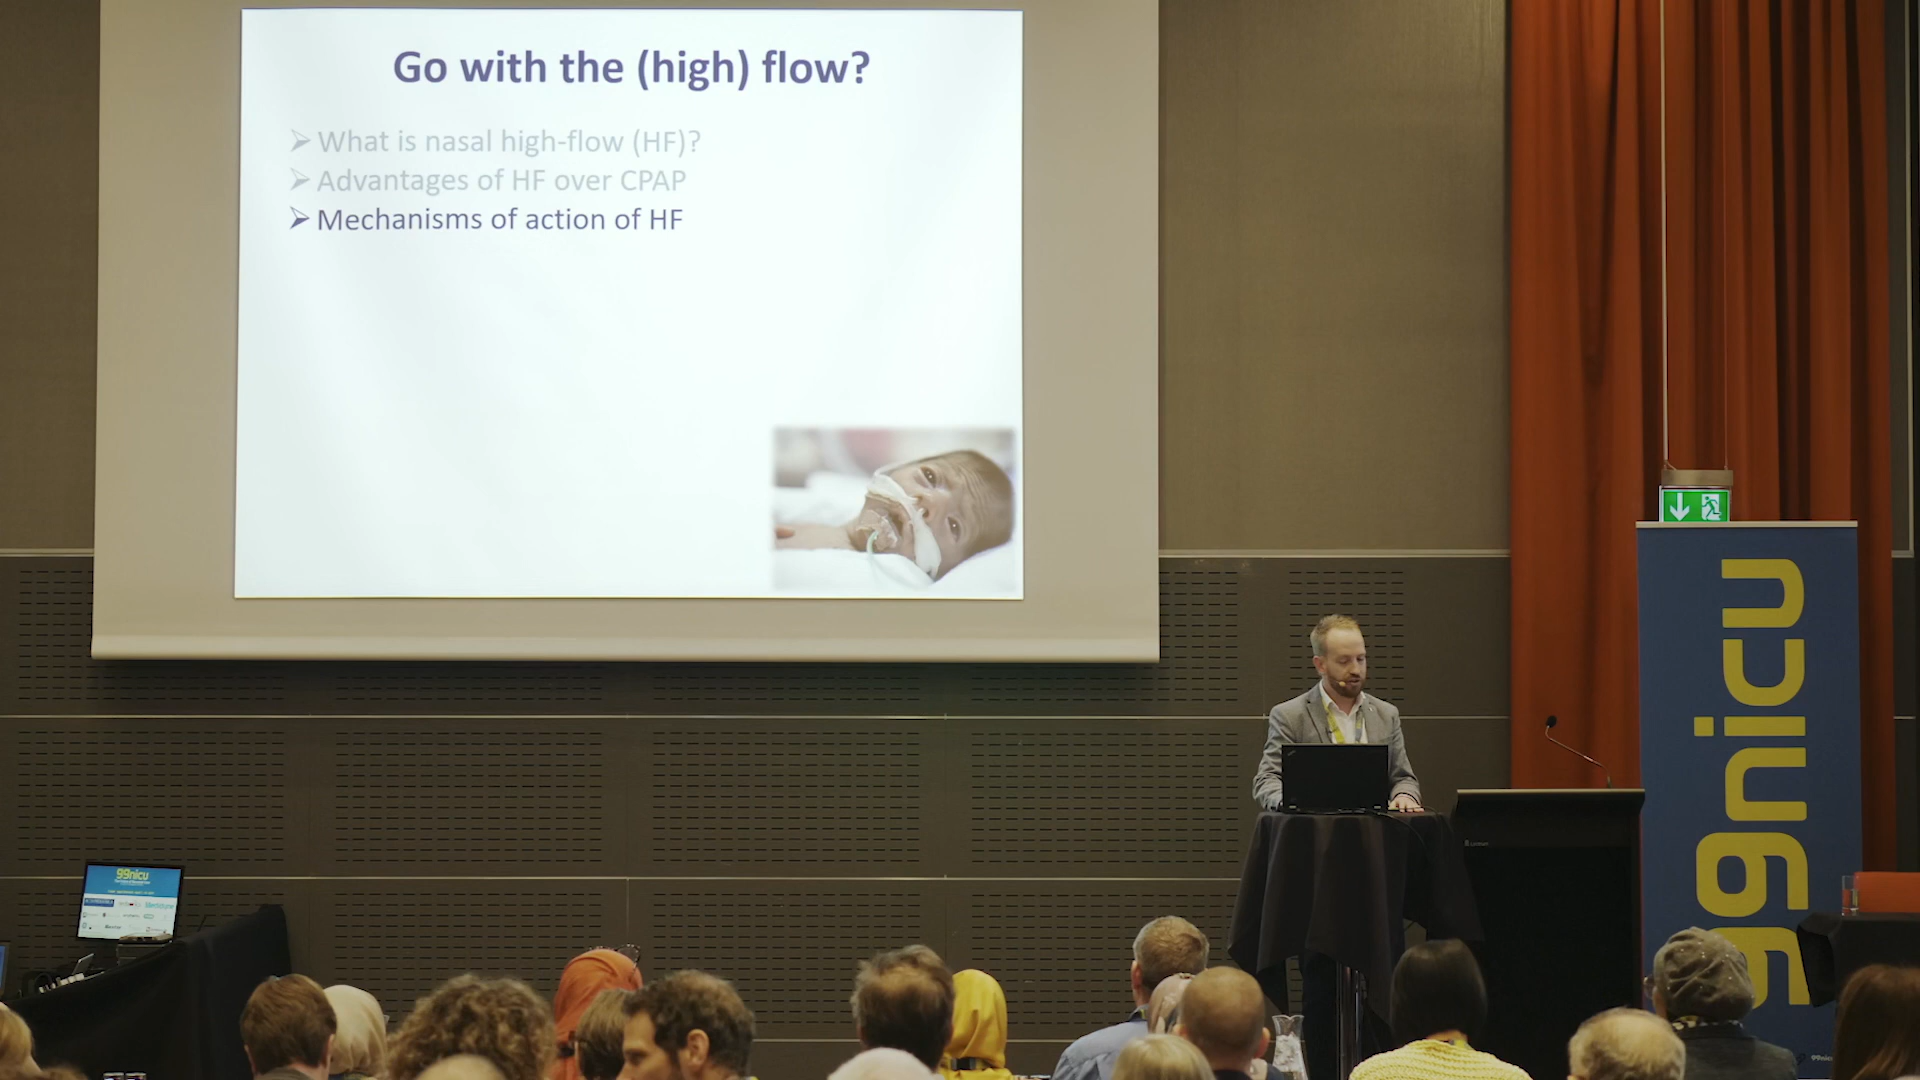 Go with the (high) flow?
➢ What is nasal high-flow (HF)?
➢ Advantages of HF over CPAP
➢ Mechanisms of action of HF
99nicu
99nicu